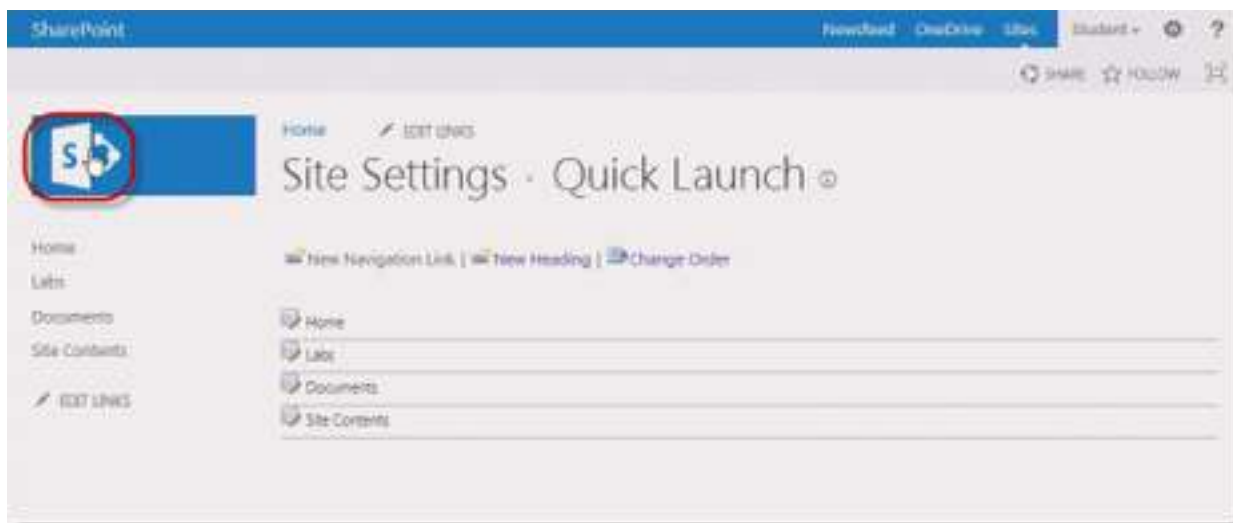 SharePoint
Newsfeed OneDrive Sites Student ?
SHARE FOLLOW
S
Home EDIT LINKS
Site Settings · Quick Launch
Home
Labs
Documents
Site Contents
EDIT LINKS
New Navigation Link | New Heading | Change Order
Home
Labs
Documents
Site Contents